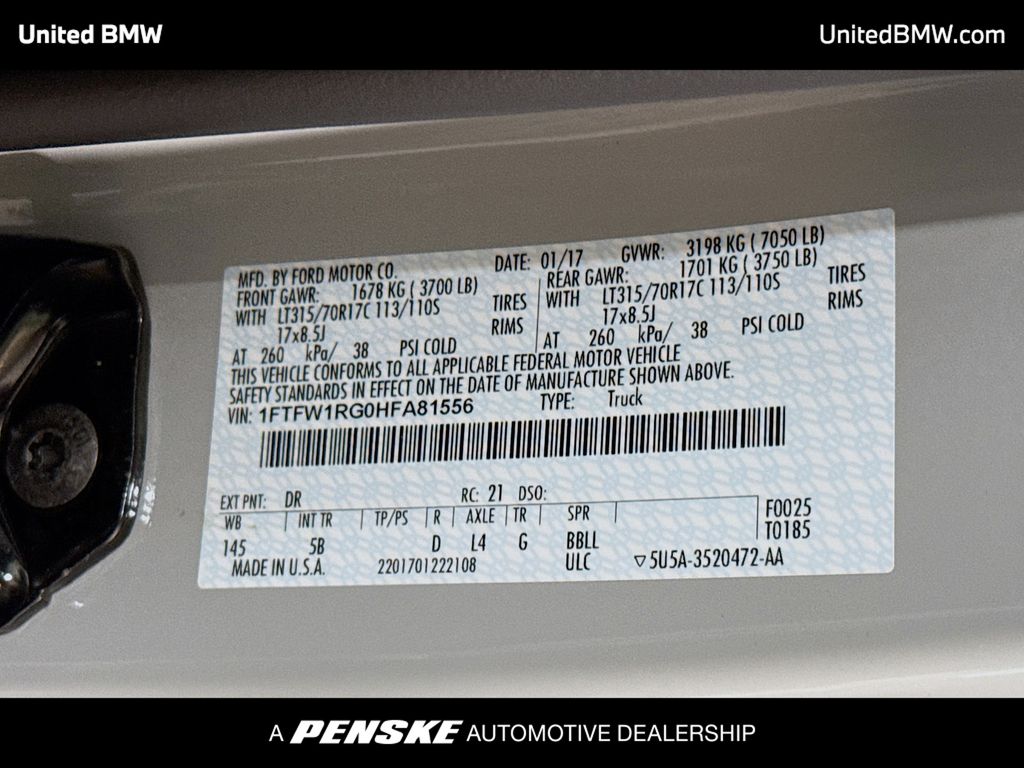 United BMW
UnitedBMW.com
MFD. BY FORD MOTOR CO. DATE: 01/17 GVWR: 3198 KG ( 7050 LB)
FRONT GAWR: 1678 KG ( 3700 LB) REAR GAWR: 1701 KG ( 3750 LB)
WITH LT315/70R17C 113/110S TIRES WITH LT315/70R17C 113/110S TIRES
17x8.5J RIMS 17x8.5J RIMS
AT 260 kPa/ 38 PSI COLD AT 260 kPa/ 38 PSI COLD
THIS VEHICLE CONFORMS TO ALL APPLICABLE FEDERAL MOTOR VEHICLE
SAFETY STANDARDS IN EFFECT ON THE DATE OF MANUFACTURE SHOWN ABOVE.
VIN: 1FTFW1RG0HFA81556 TYPE: Truck
EXT PNT: DR RC: 21 DSO:
WB INT TR TP/PS R AXLE TR SPR F0025
145 5B D L4 G BBLL T0185
MADE IN U.S.A. 2201701222108 ULC ▽5U5A-3520472-AA
A PENSKE AUTOMOTIVE DEALERSHIP